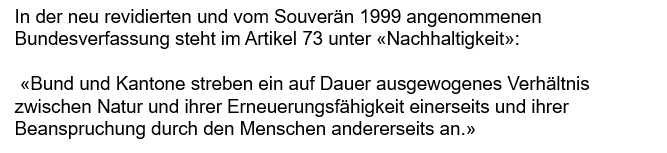 In der neu revidierten und vom Souverän 1999 angenommenen
Bundesverfassung steht im Artikel 73 unter «Nachhaltigkeit»:
«Bund und Kantone streben ein auf Dauer ausgewogenes Verhältnis
zwischen Natur und ihrer Erneuerungsfähigkeit einerseits und ihrer
Beanspruchung durch den Menschen andererseits an.»